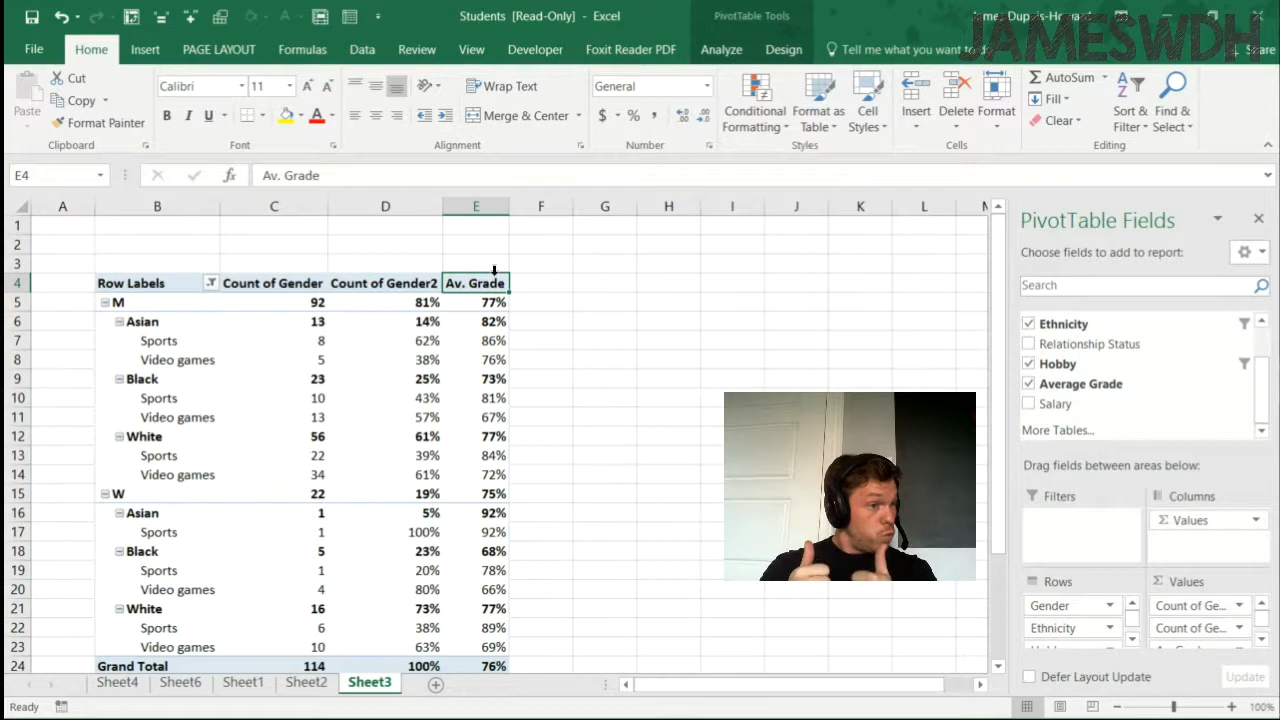 Students [Read-Only] - Excel
PivotTable Tools
JAMESWDH
File Home Insert PAGE LAYOUT Formulas Data Review View Developer Foxit Reader PDF Analyze Design Tell me what you want Share
Paste
Cut
Copy
Format Painter
Calibri 11
B I U
Wrap Text
Merge & Center
General
$ % ,
Conditional Formatting
Format as Table
Cell Styles
Insert Delete Format
AutoSum
Fill
Clear
Sort & Filter
Find & Select
Clipboard Font Alignment Number Styles Cells Editing
E4 fx Av. Grade
A B C D E F G H I J K L
1
2
3
4 Row Labels Count of Gender Count of Gender2 Av. Grade
5 M 92 81% 77%
6 Asian 13 14% 82%
7 Sports 8 62% 86%
8 Video games 5 38% 76%
9 Black 23 25% 73%
10 Sports 10 43% 81%
11 Video games 13 57% 67%
12 White 56 61% 77%
13 Sports 22 39% 84%
14 Video games 34 61% 72%
15 W 22 19% 75%
16 Asian 1 5% 92%
17 Sports 1 100% 92%
18 Black 5 23% 68%
19 Sports 1 20% 78%
20 Video games 4 80% 66%
21 White 16 73% 77%
22 Sports 6 38% 89%
23 Video games 10 63% 69%
24 Grand Total 114 100% 76%
Sheet4 Sheet6 Sheet1 Sheet2 Sheet3
Ready
100%
PivotTable Fields
Choose fields to add to report:
Search
Ethnicity
Relationship Status
Hobby
Average Grade
Salary
More Tables...
Drag fields between areas below:
Filters
Columns
Σ Values
Rows
Σ Values
Gender
Count of Ge...
Ethnicity
Count of Ge...
Defer Layout Update
Update